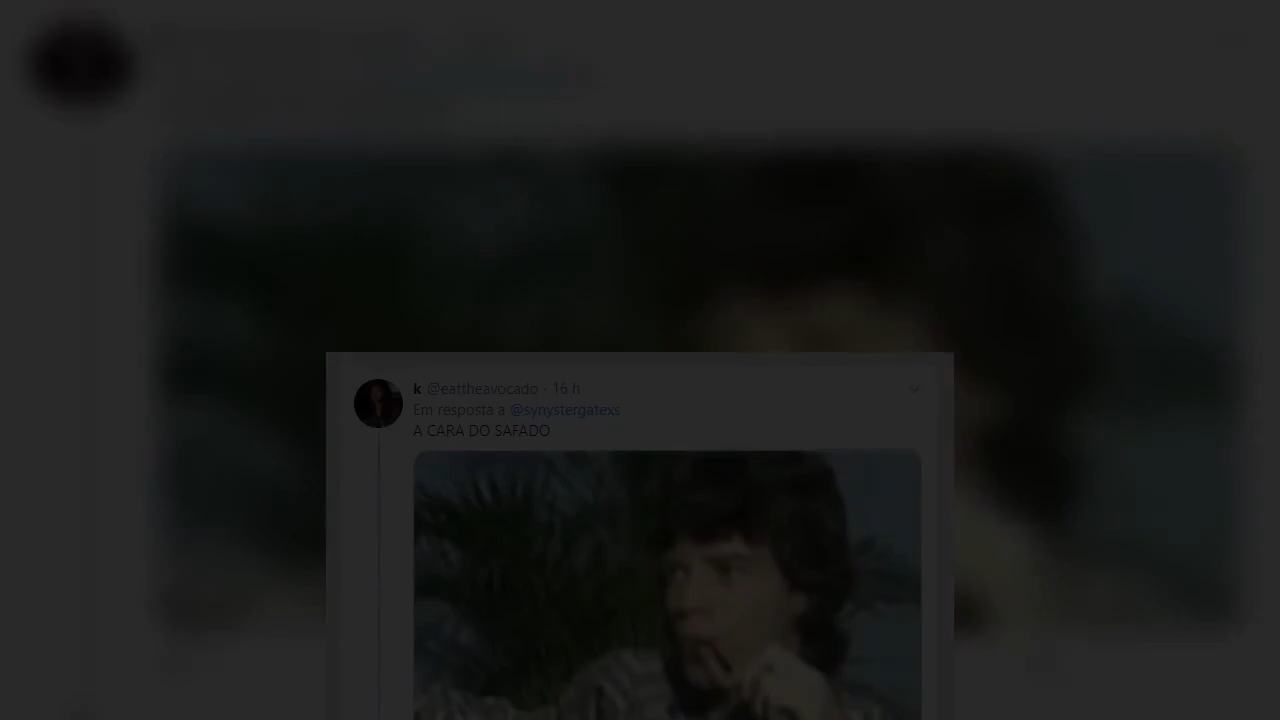 k @eattheavocado · 16 h
Em resposta a @synystergatexs
A CARA DO SAFADO